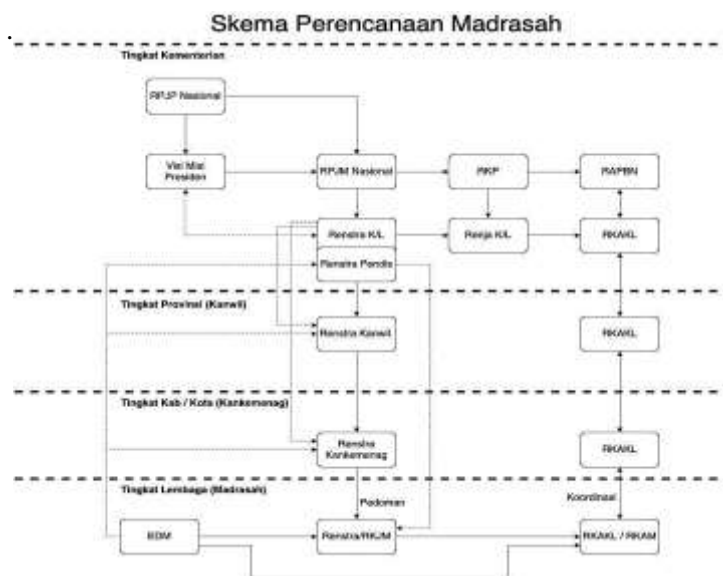 Skema Perencanaan Madrasah
Tingkat Kementerian
RPJP Nasional
Visi Misi
Presiden
RPJM Nasional
RKP
RAPBN
Renstra K/L
Renja K/L
RKAKL
Renstra Pendis
Tingkat Provinsi (Kanwil)
Renstra Kanwil
RKAKL
Tingkat Kab / Kota (Kankemenag)
Renstra
Kankemenag
RKAKL
Tingkat Lembaga (Madrasah)
Pedoman
Koordinasi
EDM
Renstra/RKJM
RKAKL / RKAM